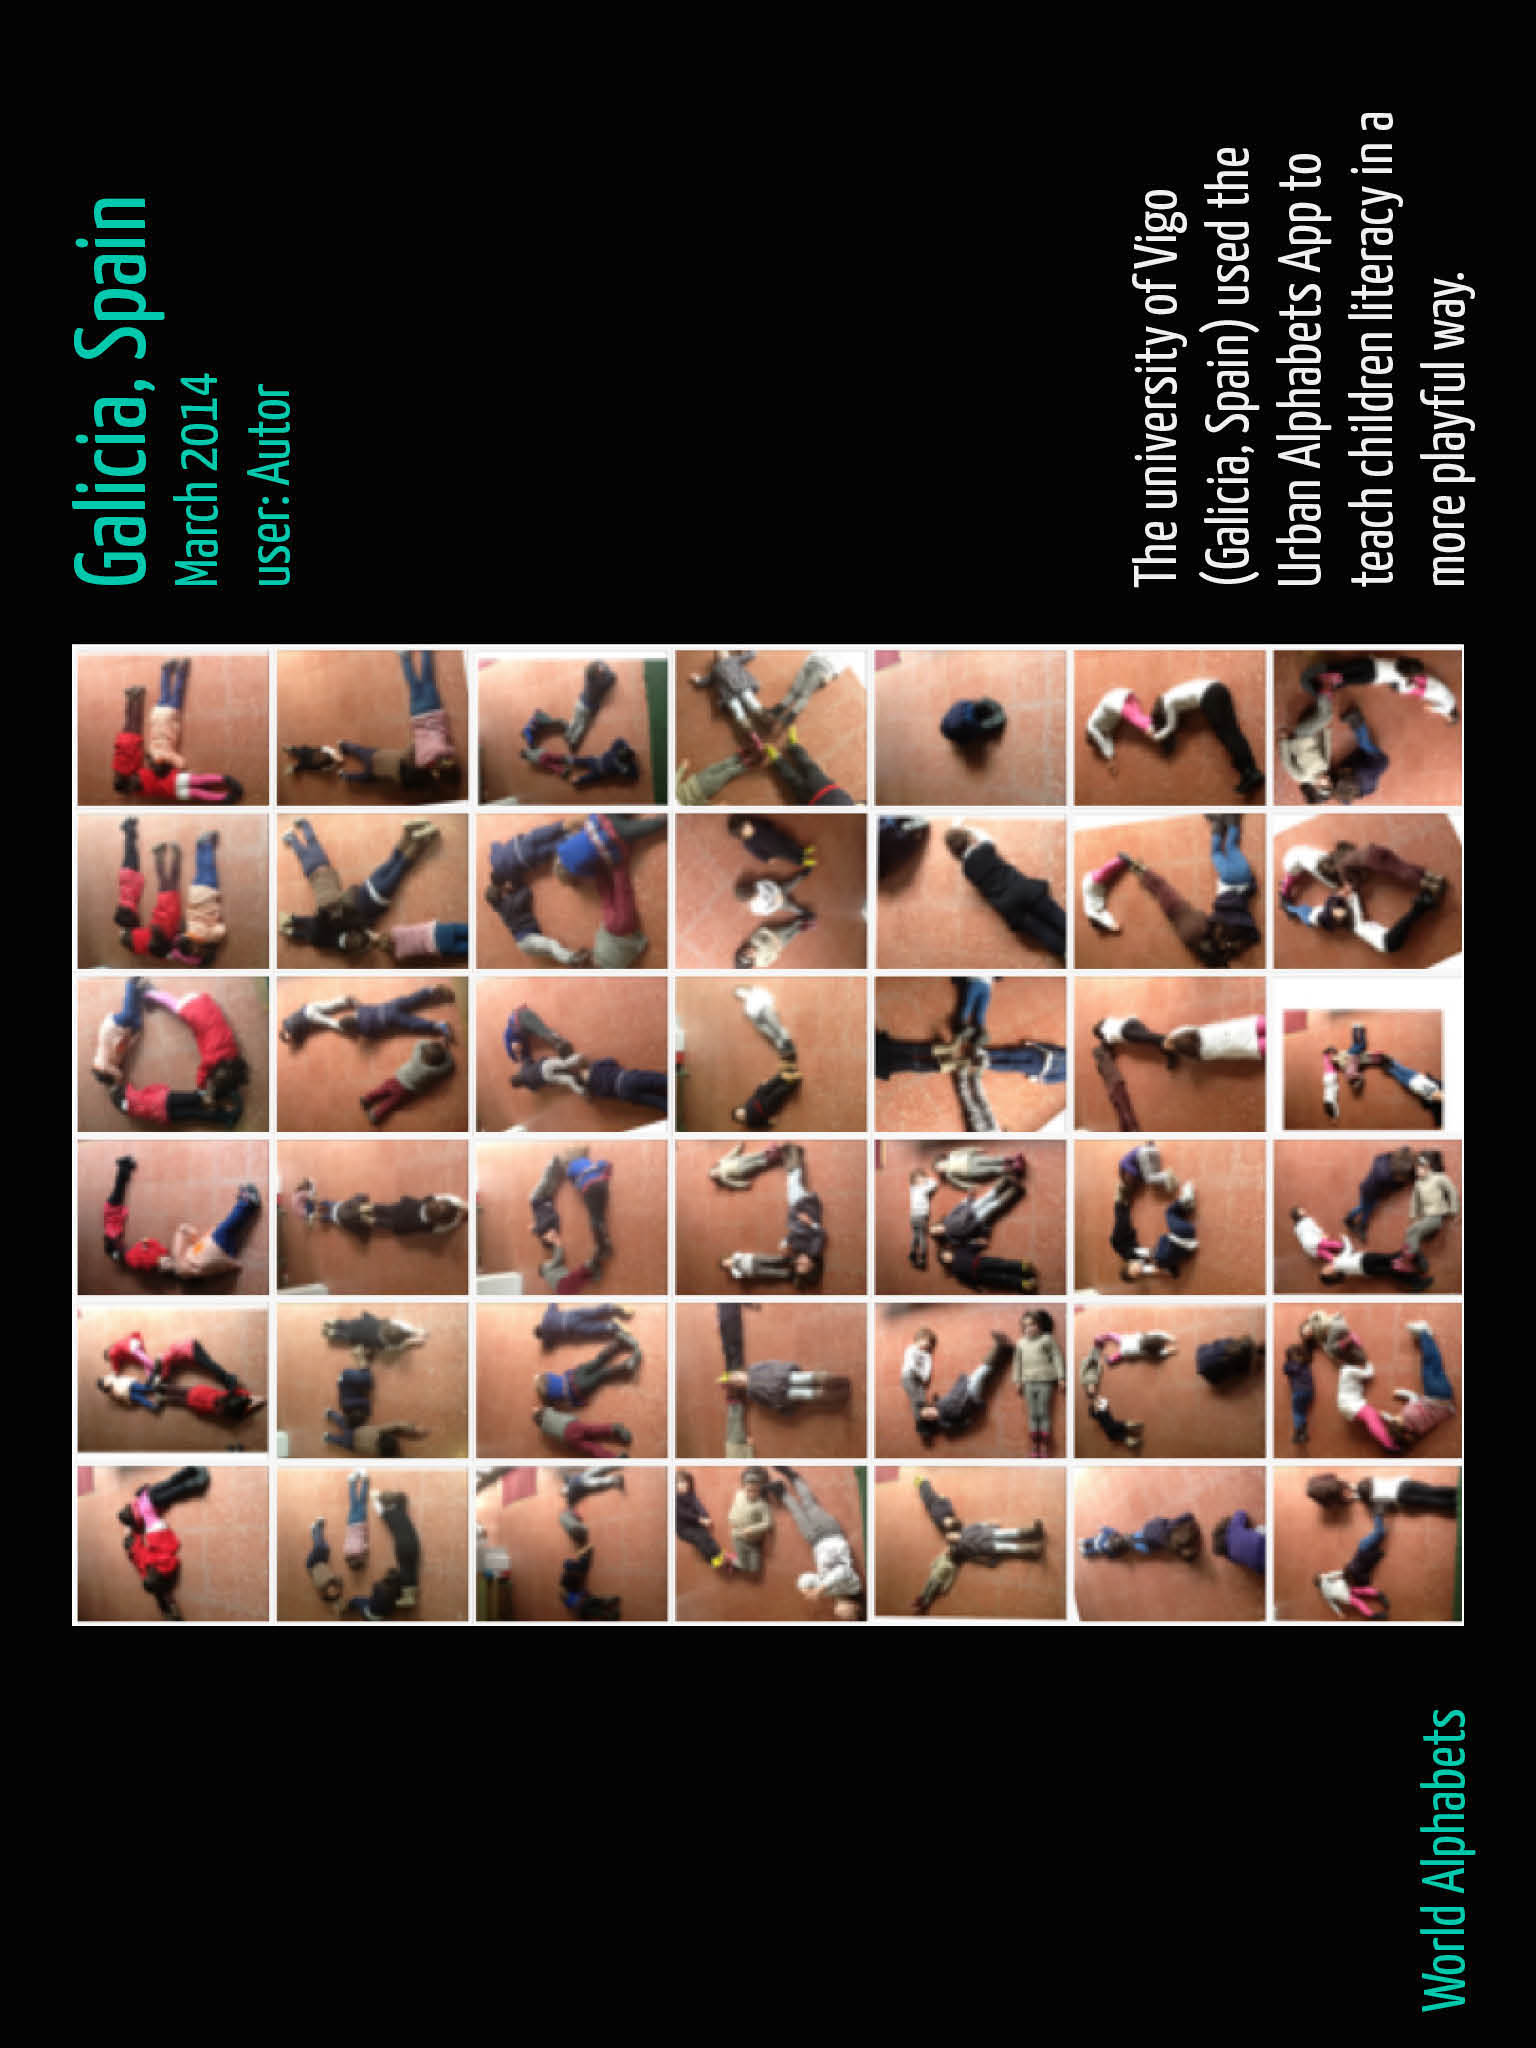 Galicia, Spain
March 2014
user: Autor
The university of Vigo
(Galicia, Spain) used the
Urban Alphabets App to
teach children literacy in a
more playful way.
World Alphabets